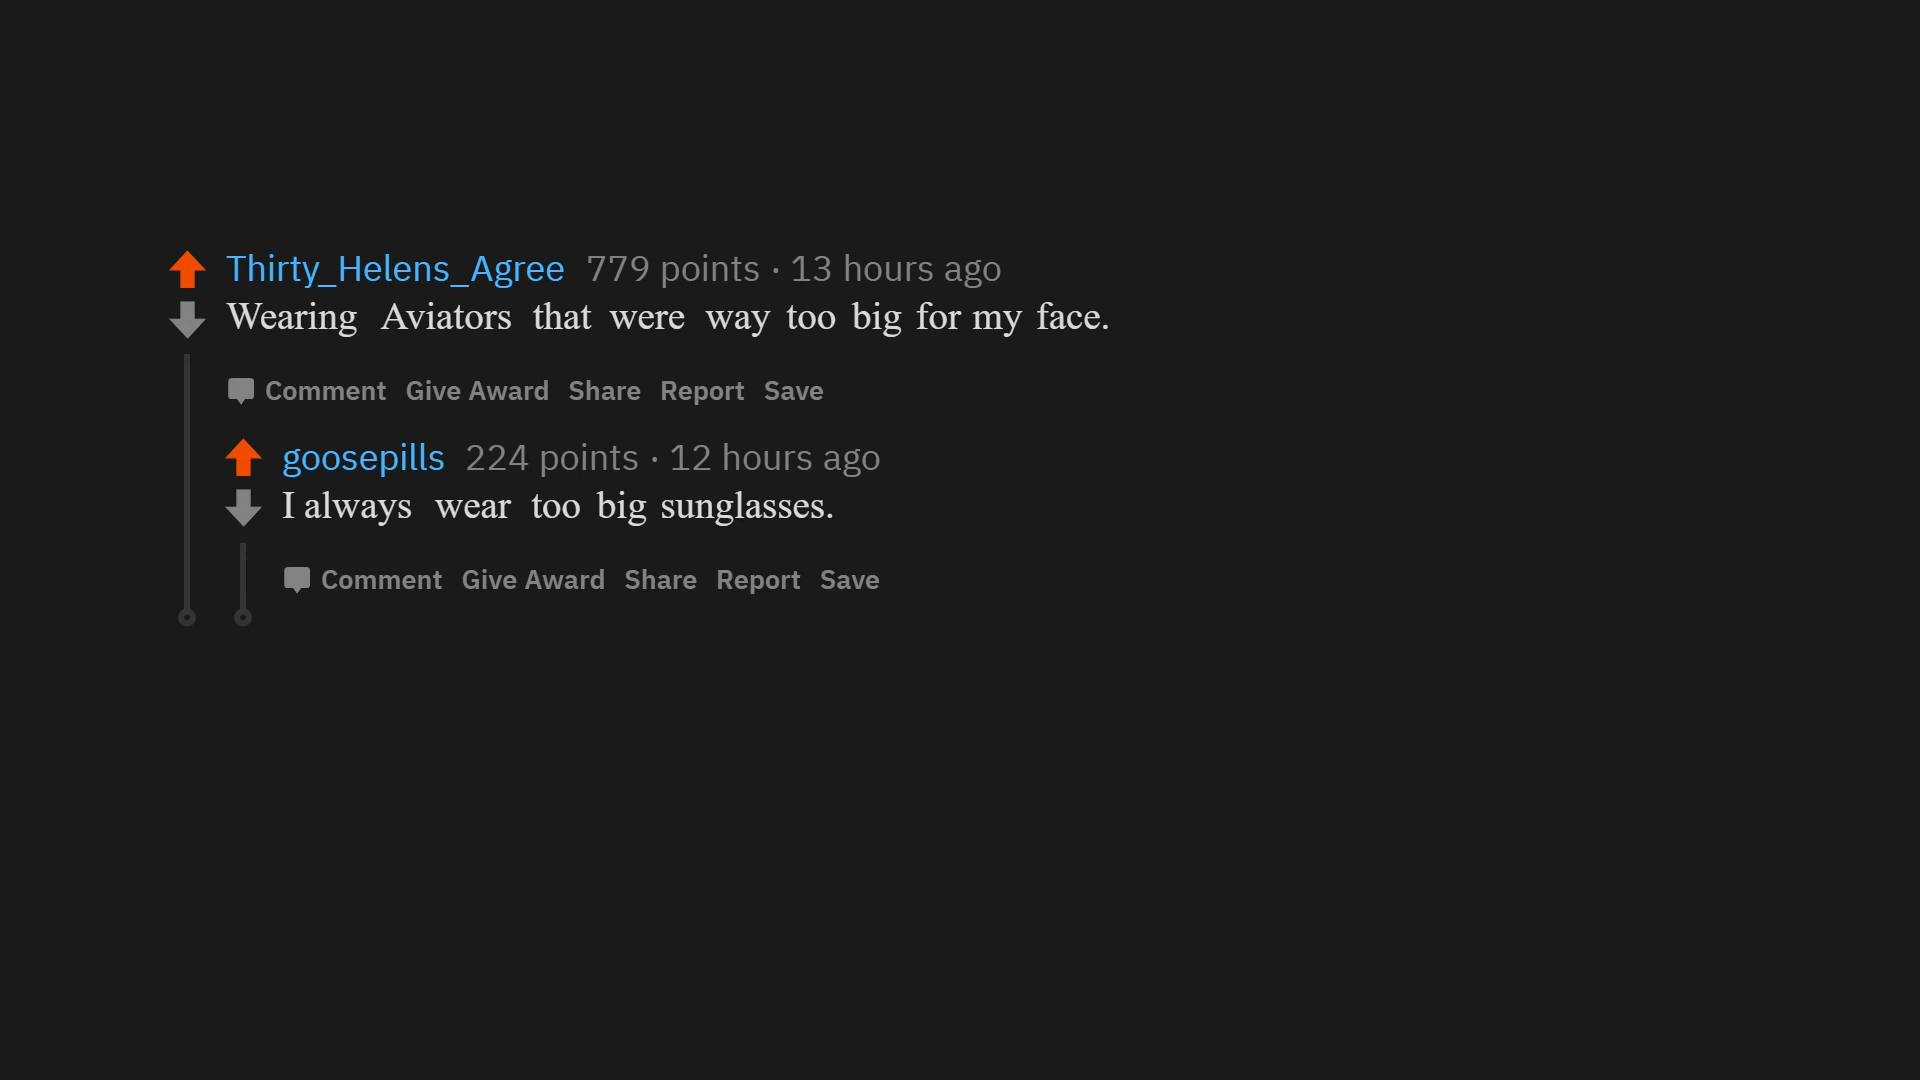 Thirty_Helens_Agree 779 points · 13 hours ago
Wearing Aviators that were way too big for my face.
Comment Give Award Share Report Save
goosepills 224 points · 12 hours ago
I always wear too big sunglasses.
Comment Give Award Share Report Save